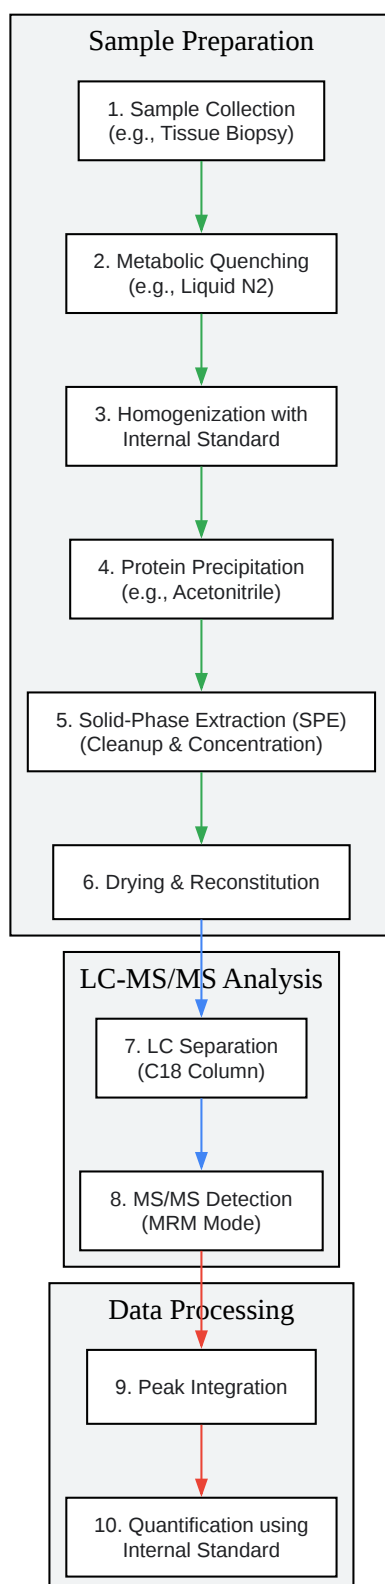 Sample Preparation
1. Sample Collection
(e.g., Tissue Biopsy)
2. Metabolic Quenching
(e.g., Liquid N2)
3. Homogenization with
Internal Standard
4. Protein Precipitation
(e.g., Acetonitrile)
5. Solid-Phase Extraction (SPE)
(Cleanup & Concentration)
6. Drying & Reconstitution
LC-MS/MS Analysis
7. LC Separation
(C18 Column)
8. MS/MS Detection
(MRM Mode)
Data Processing
9. Peak Integration
10. Quantification using
Internal Standard